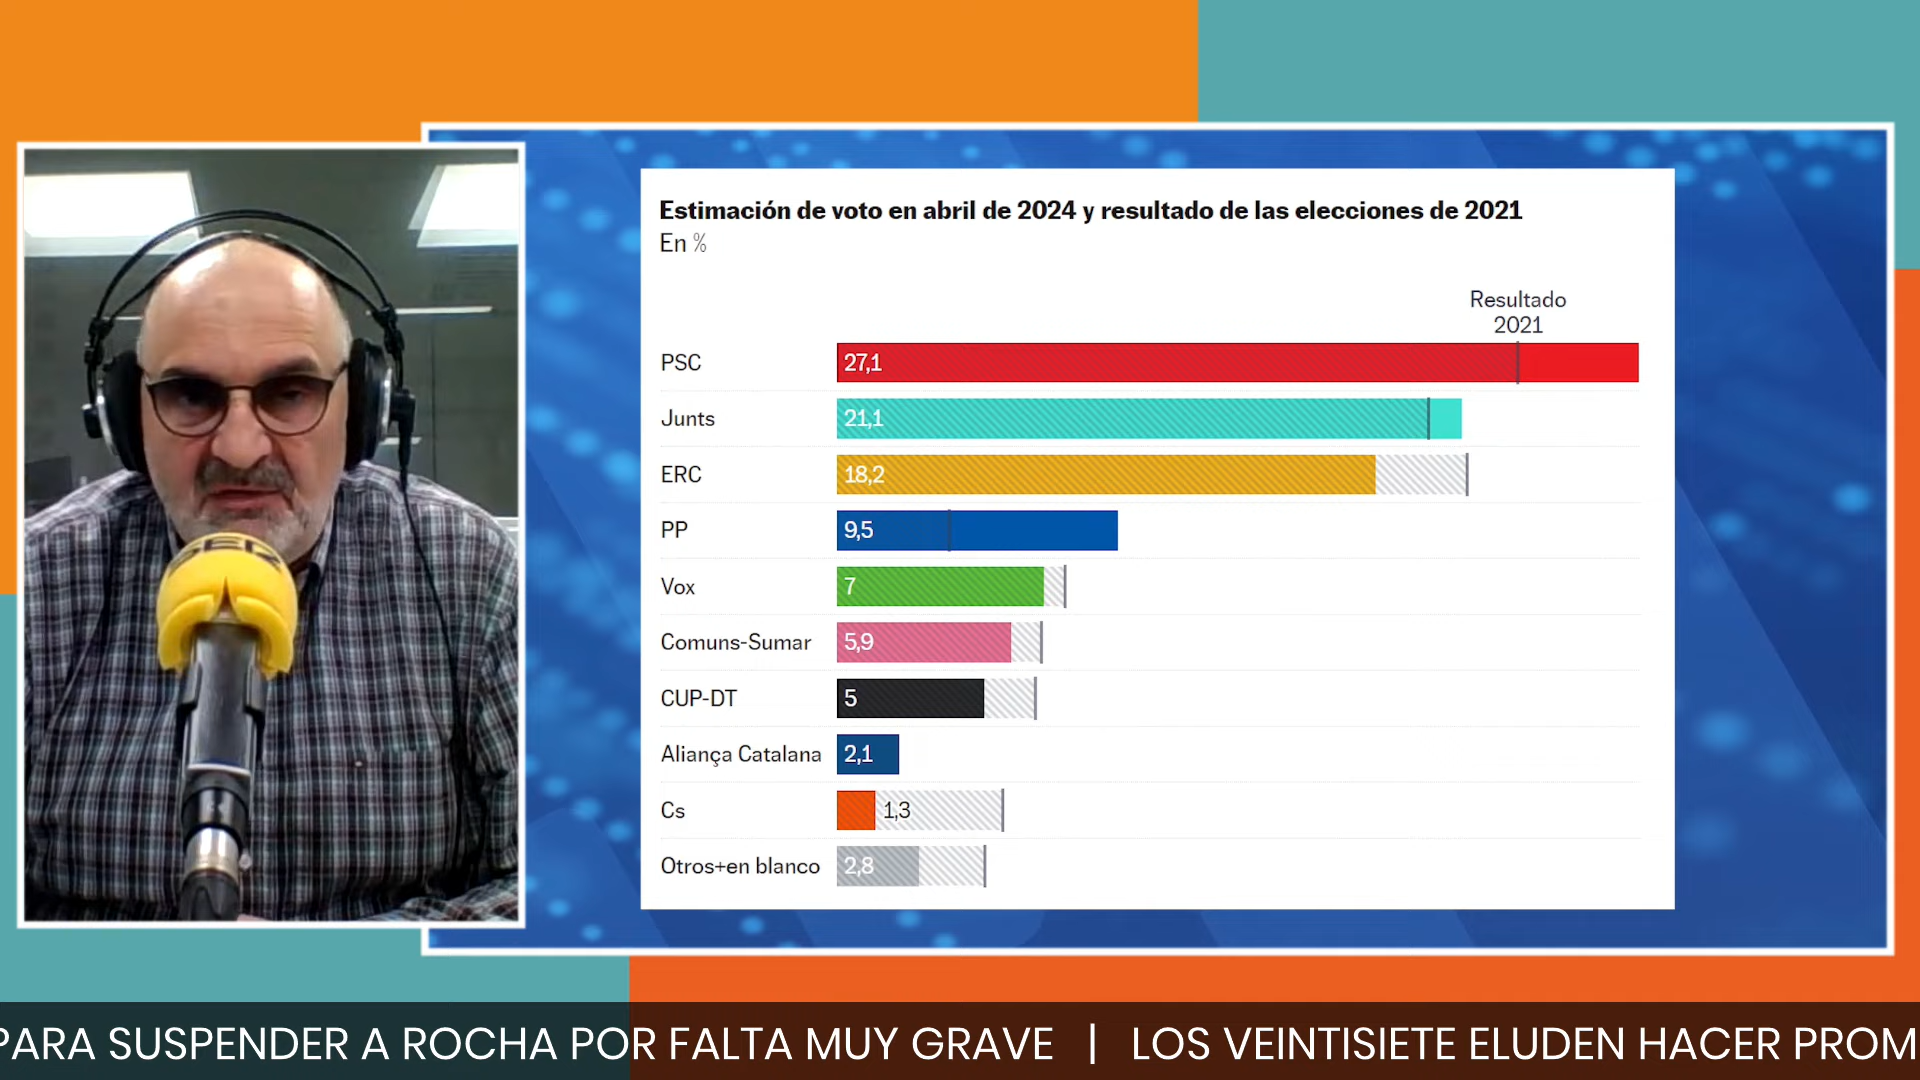 Estimación de voto en abril de 2024 y resultado de las elecciones de 2021
En %
Resultado
2021
PSC 27,1
Junts 21,1
ERC 18,2
PP 9,5
Vox 7
Comuns-Sumar 5,9
CUP-DT 5
Aliança Catalana 2,1
Cs 1,3
Otros+en blanco 2,8
SER
PARA SUSPENDER A ROCHA POR FALTA MUY GRAVE | LOS VEINTISIETE ELUDEN HACER PROM